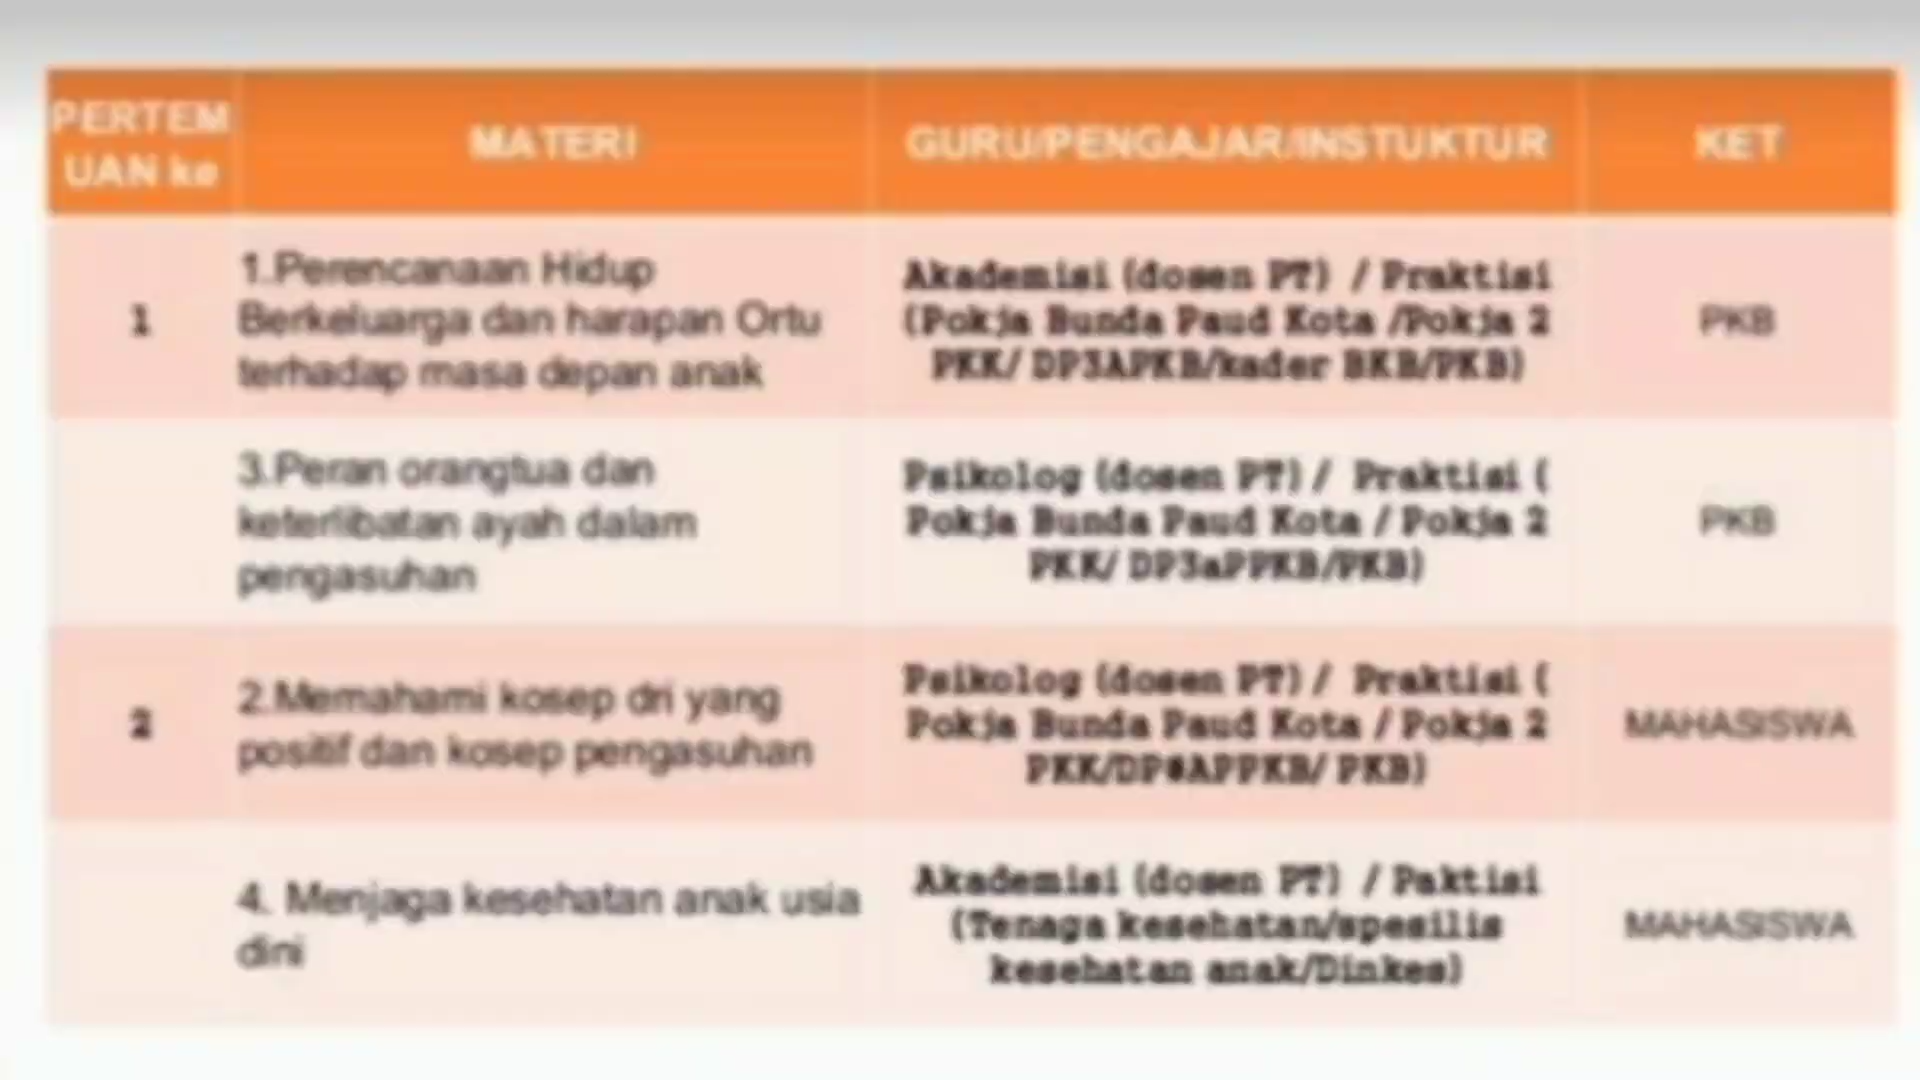 PERTEM
UAN ke
MATERI
GURU/PENGAJAR/INSTUKTUR
KET
1
1.Perencanaan Hidup
Berkeluarga dan harapan Ortu
terhadap masa depan anak
Akademisi (dosen PT) / Praktisi
(Pokja Bunda Paud Kota /Pokja 2
PKK/ DP3APKB/kader BKB/PKB)
PKB
3.Peran orangtua dan
keterlibatan ayah dalam
pengasuhan
Psikolog (dosen PT) / Praktisi (
Pokja Bunda Paud Kota / Pokja 2
PKK/ DP3aPPKB/PKB)
PKB
2
2.Memahami kosep dri yang
positif dan kosep pengasuhan
Psikolog (dosen PT) / Praktisi (
Pokja Bunda Paud Kota / Pokja 2
PKK/DP#APPKB/ PKB)
MAHASISWA
4. Menjaga kesehatan anak usia
dini
Akademisi (dosen PT) / Paktisi
(Tenaga kesehatan/spesilis
kesehatan anak/Dinkes)
MAHASISWA